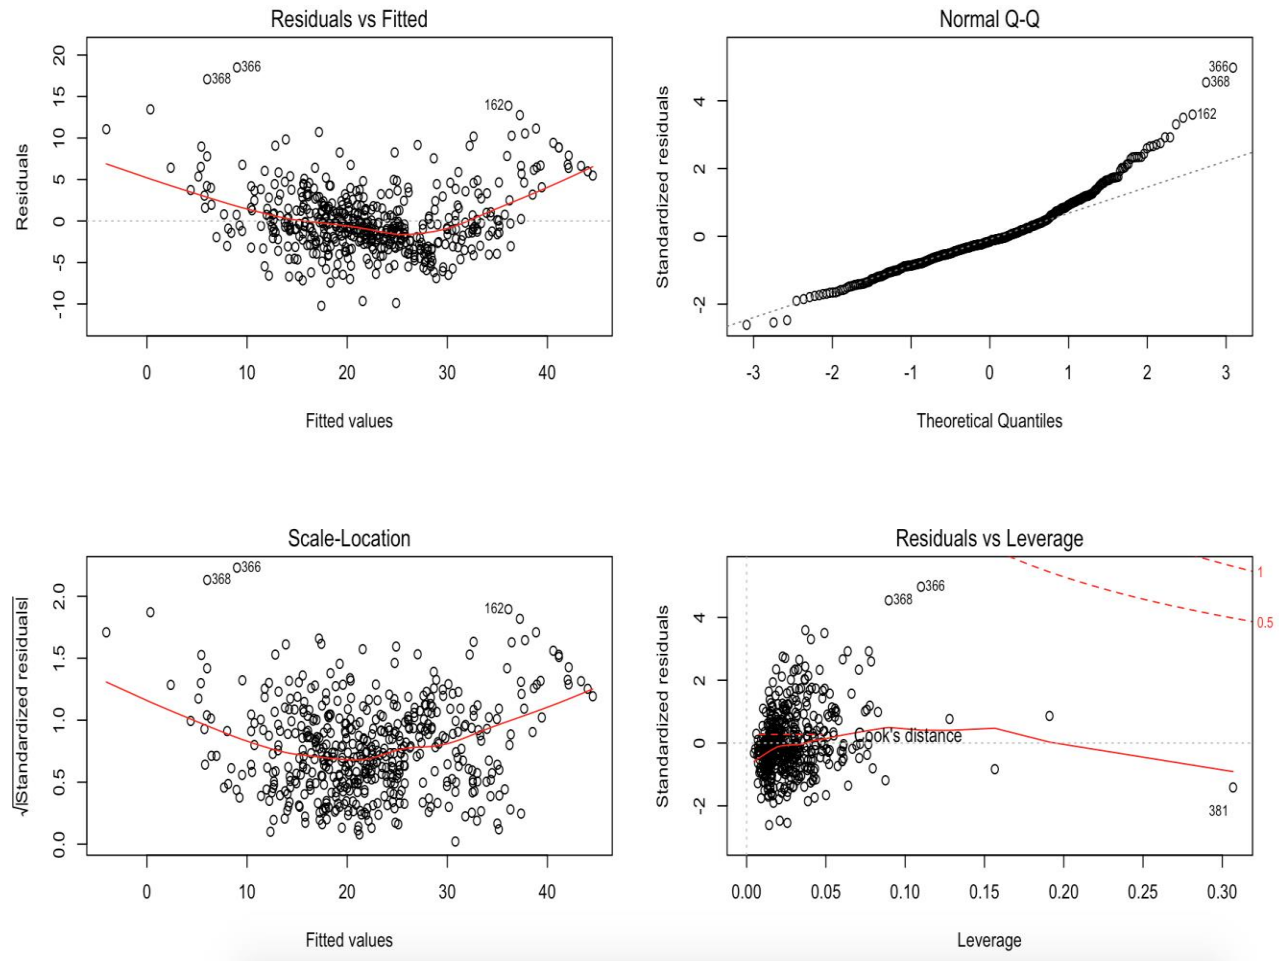 Residuals vs Fitted
Residuals
20
15
10
5
0
-5
-10
368
366
162
0 10 20 30 40
Fitted values
Normal Q-Q
Standardized residuals
4
2
0
-2
366
368
162
-3 -2 -1 0 1 2 3
Theoretical Quantiles
Scale-Location
√|Standardized residuals|
2.0
1.5
1.0
0.5
0.0
368
366
162
0 10 20 30 40
Fitted values
Residuals vs Leverage
Standardized residuals
4
2
0
-2
368
366
1
0.5
Cook's distance
381
0.00 0.05 0.10 0.15 0.20 0.25 0.30
Leverage